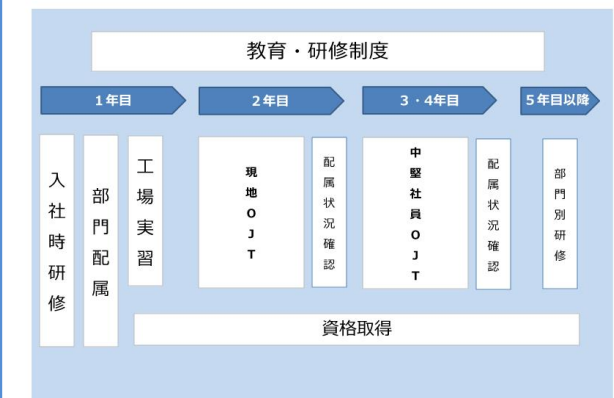 教育・研修制度
1年目
2年目
3・4年目
5年目以降
入社時研修
部門配属
工場実習
現地OJT
配属状況確認
中堅社員OJT
配属状況確認
部門別研修
資格取得